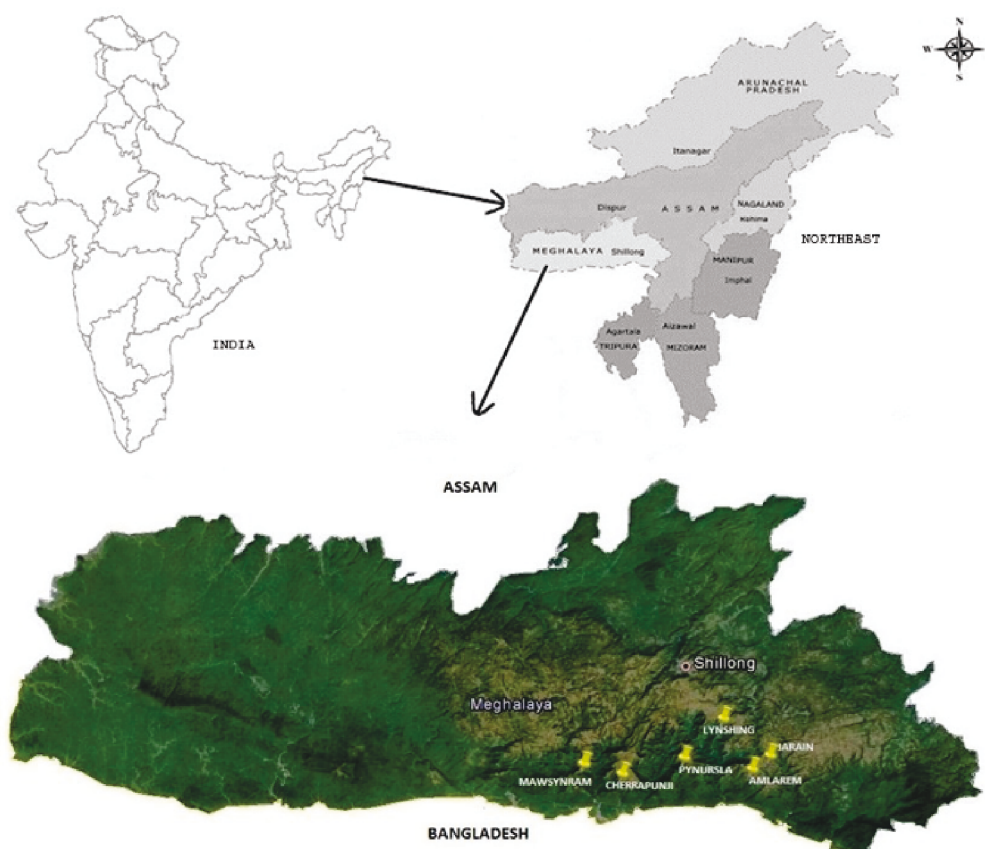 N
W E
S
ARUNACHAL
PRADESH
Itanagar
Dispur
ASSAM
NAGALAND
Kohima
NORTHEAST
MEGHALAYA Shillong
MANIPUR
Imphal
Agartala
TRIPURA
Aizawal
MIZORAM
INDIA
ASSAM
Shillong
Meghalaya
LYNSHING
JARAIN
MAWSYNRAM
CHERRAPUNJI
PYNURSLA
AMLAREM
BANGLADESH